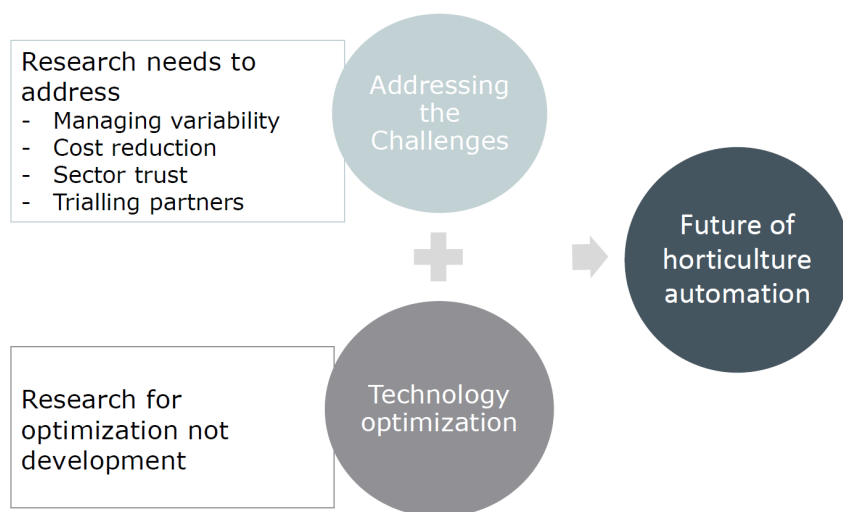 Research needs to
address
- Managing variability
- Cost reduction
- Sector trust
- Trialling partners
Addressing
the
Challenges
Future of
horticulture
automation
Research for
optimization not
development
Technology
optimization